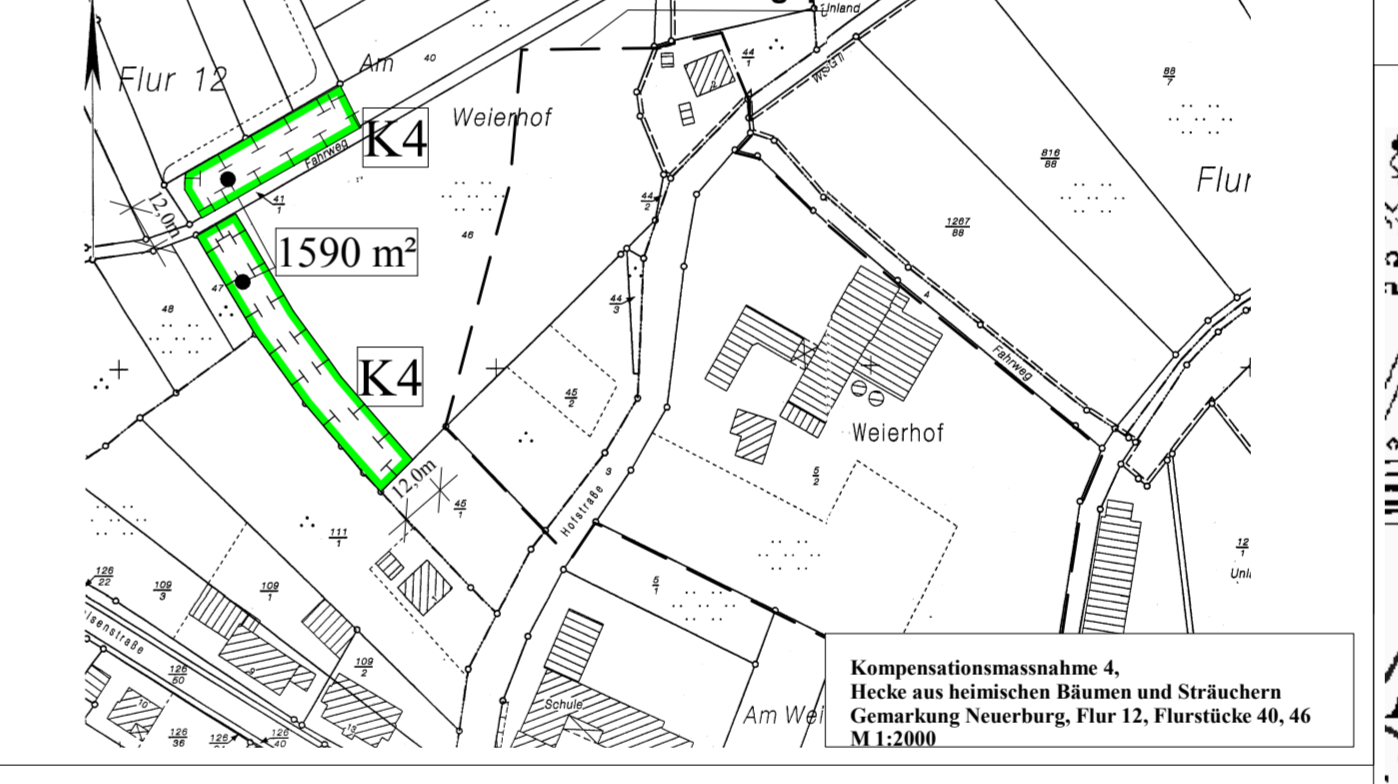 Unland
Am
40
44
1
WSG II
88
7
Flur 12
Weierhof
K4
816
88
Flur
Fahrweg
12,0m
41
1
44
2
1267
88
46
1590 m²
47
48
44
3
4
Fahrweg
K4
45
2
Weierhof
12,0m
3
5
2
45
1
Hofstraße
111
1
12
1
126
22
109
3
109
1
5
1
109
2
126
50
Schule
Am Wei
10
126
36
126
126
40
Kompensationsmassnahme 4,
Hecke aus heimischen Bäumen und Sträuchern
Gemarkung Neuerburg, Flur 12, Flurstücke 40, 46
M 1:2000